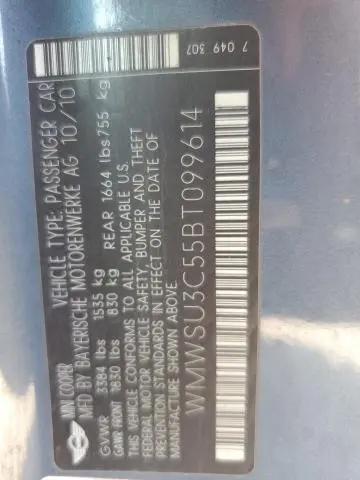 MINI COOPER VEHICLE TYPE: PASSENGER CAR
MFD BY BAYERISCHE MOTORENWERKE AG 10/10
GVWR 3384 lbs 1535 kg
GAWR FRONT 1830 lbs 830 kg REAR 1664 lbs 755 kg
THIS VEHICLE CONFORMS TO ALL APPLICABLE U.S.
FEDERAL MOTOR VEHICLE SAFETY, BUMPER AND THEFT
PREVENTION STANDARDS IN EFFECT ON THE DATE OF
MANUFACTURE SHOWN ABOVE.
WMWSU3C55BT099614
7 049 307